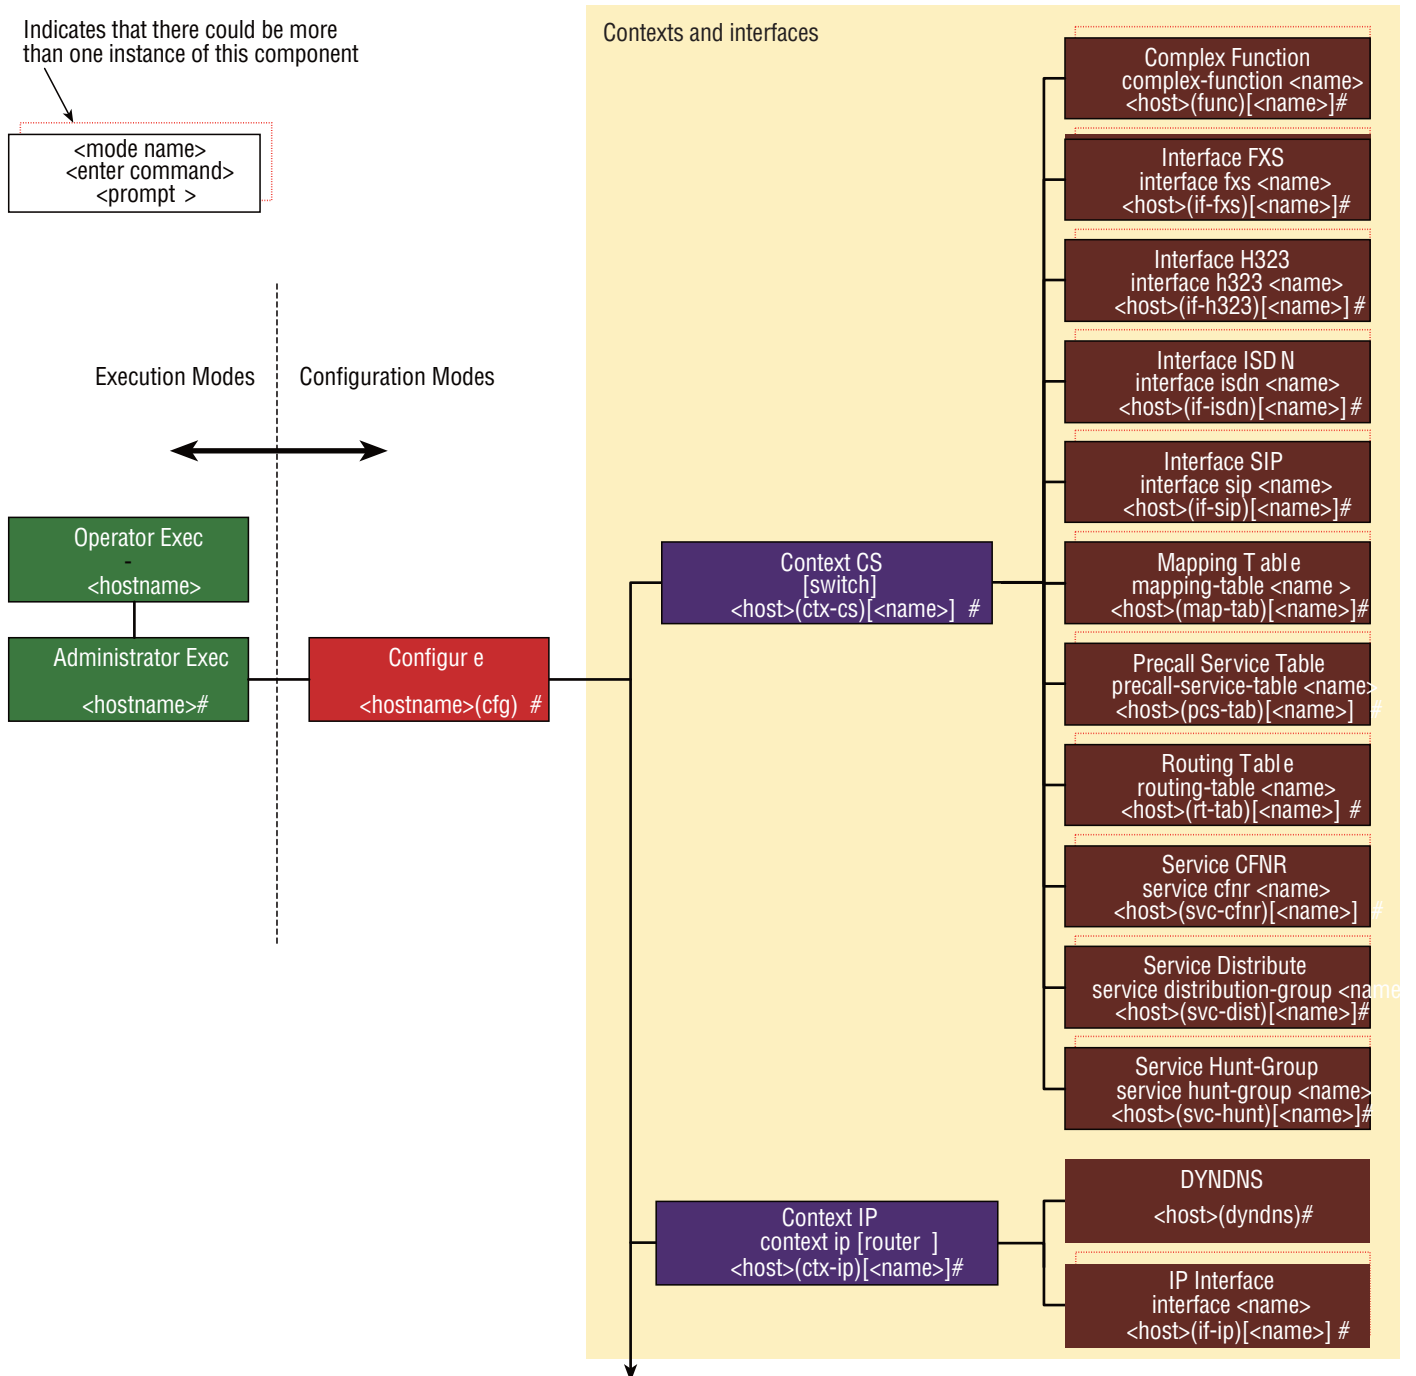 Indicates that there could be more
than one instance of this component
<mode name>
<enter command>
<prompt >
Execution Modes
Configuration Modes
Operator Exec
-
<hostname>
Administrator Exec
<hostname>#
Configur e
<hostname>(cfg) #
Contexts and interfaces
Context CS
[switch]
<host>(ctx-cs)[<name>] #
Complex Function
complex-function <name>
<host>(func)[<name>]#
Interface FXS
interface fxs <name>
<host>(if-fxs)[<name>]#
Interface H323
interface h323 <name>
<host>(if-h323)[<name>] #
Interface ISD N
interface isdn <name>
<host>(if-isdn)[<name>] #
Interface SIP
interface sip <name>
<host>(if-sip)[<name>]#
Mapping T able
mapping-table <name >
<host>(map-tab)[<name>]#
Precall Service Table
precall-service-table <name>
<host>(pcs-tab)[<name>] #
Routing Tabl e
routing-table <name>
<host>(rt-tab)[<name>] #
Service CFNR
service cfnr <name>
<host>(svc-cfnr)[<name>] #
Service Distribute
service distribution-group <name
<host>(svc-dist)[<name>]#
Service Hunt-Group
service hunt-group <name>
<host>(svc-hunt)[<name>]#
Context IP
context ip [router ]
<host>(ctx-ip)[<name>]#
DYNDNS
<host>(dyndns)#
IP Interface
interface <name>
<host>(if-ip)[<name>] #